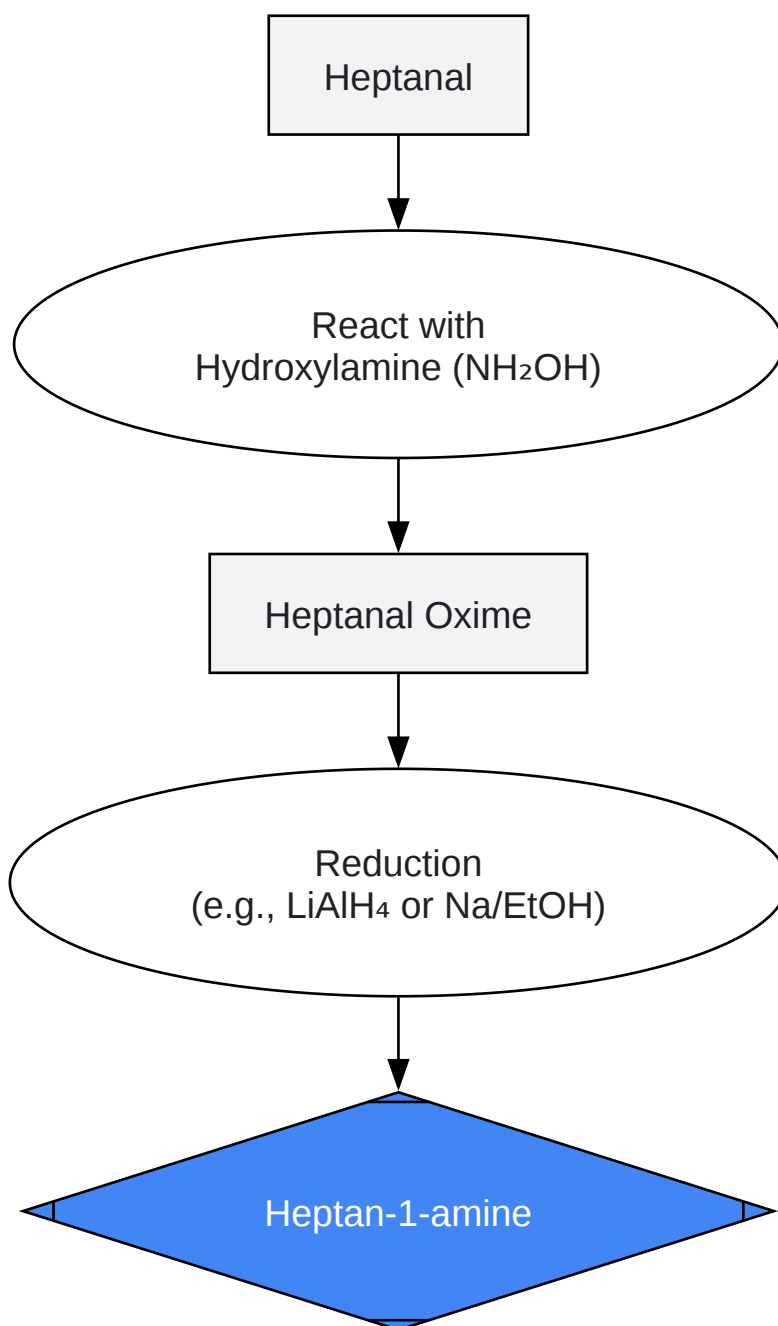 Heptanal
React with
Hydroxylamine (NH₂OH)
Heptanal Oxime
Reduction
(e.g., LiAlH₄ or Na/EtOH)
Heptan-1-amine